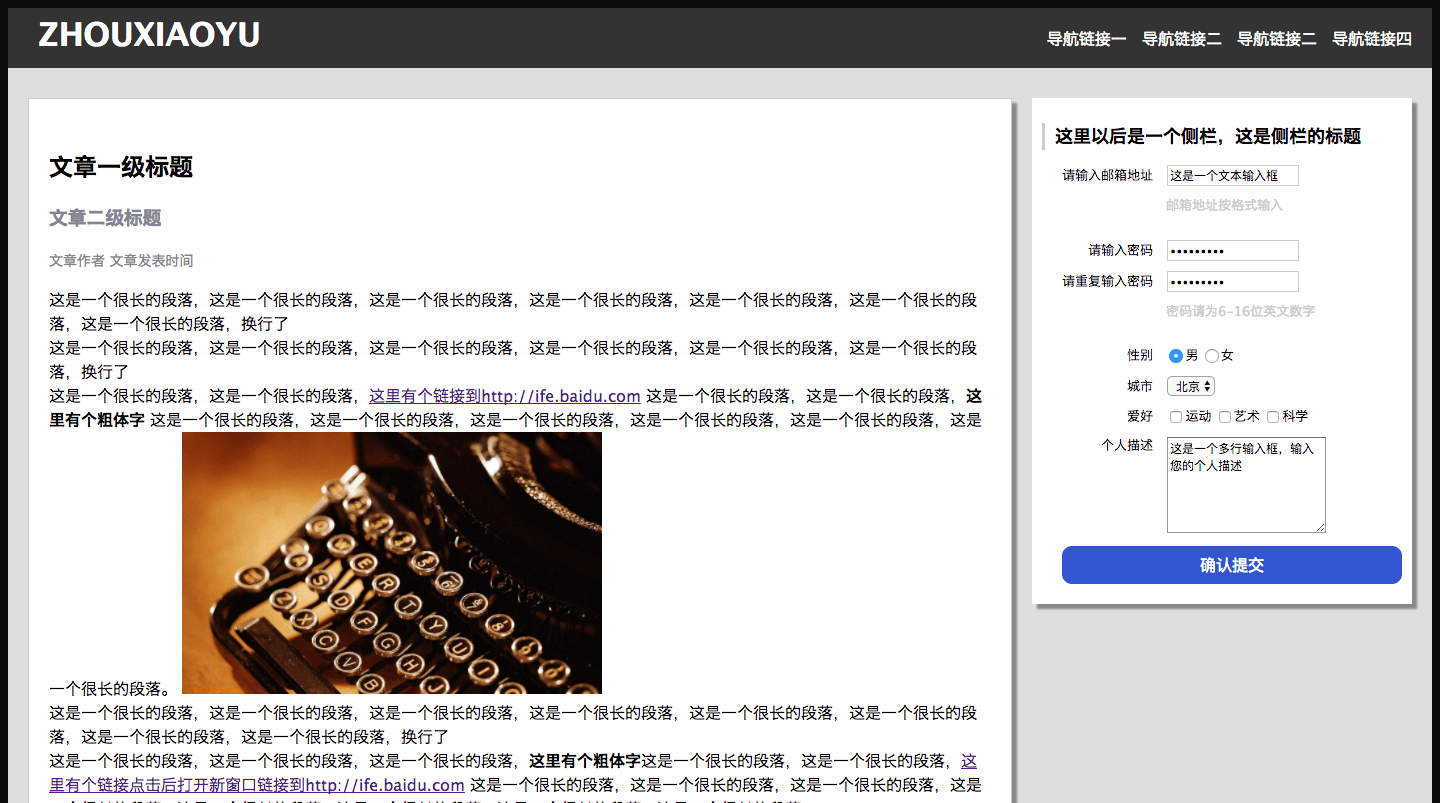 ZHOUXIAOYU
导航链接一 导航链接二 导航链接二 导航链接四
文章一级标题
文章二级标题
文章作者 文章发表时间
这是一个很长的段落，这是一个很长的段落，这是一个很长的段落，这是一个很长的段落，这是一个很长的段落，这是一个很长的段
落，这是一个很长的段落，换行了
这是一个很长的段落，这是一个很长的段落，这是一个很长的段落，这是一个很长的段落，这是一个很长的段落，这是一个很长的段
落，换行了
这是一个很长的段落，这是一个很长的段落，这里有个链接到http://ife.baidu.com 这是一个很长的段落，这是一个很长的段落，这
里有个粗体字 这是一个很长的段落，这是一个很长的段落，这是一个很长的段落，这是一个很长的段落，这是一个很长的段落，这是
一个很长的段落。
这是一个很长的段落，这是一个很长的段落，这是一个很长的段落，这是一个很长的段落，这是一个很长的段落，这是一个很长的段
落，这是一个很长的段落，这是一个很长的段落，换行了
这是一个很长的段落，这是一个很长的段落，这是一个很长的段落，这里有个粗体字这是一个很长的段落，这是一个很长的段落，这
里有个链接点击后打开新窗口链接到http://ife.baidu.com 这是一个很长的段落，这是一个很长的段落，这是一个很长的段落，这是
这里以后是一个侧栏，这是侧栏的标题
请输入邮箱地址 这是一个文本输入框
邮箱地址按格式输入
请输入密码 •••••••••
请重复输入密码 •••••••••
密码请为6-16位英文数字
性别 男 女
城市 北京
爱好 运动 艺术 科学
个人描述 这是一个多行输入框，输入
您的个人描述
确认提交